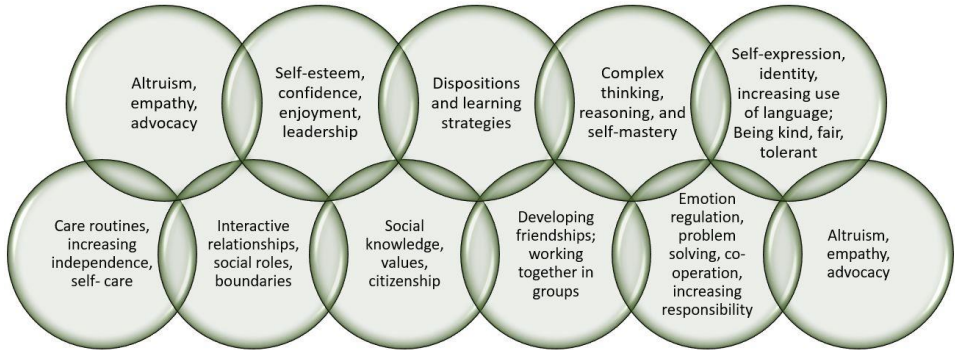 Altruism,
empathy,
advocacy
Self-esteem,
confidence,
enjoyment,
leadership
Dispositions
and learning
strategies
Complex
thinking,
reasoning, and
self-mastery
Self-expression,
identity,
increasing use
of language;
Being kind, fair,
tolerant
Care routines,
increasing
independence,
self- care
Interactive
relationships,
social roles,
boundaries
Social
knowledge,
values,
citizenship
Developing
friendships;
working
together in
groups
Emotion
regulation,
problem
solving, co-
operation,
increasing
responsibility
Altruism,
empathy,
advocacy